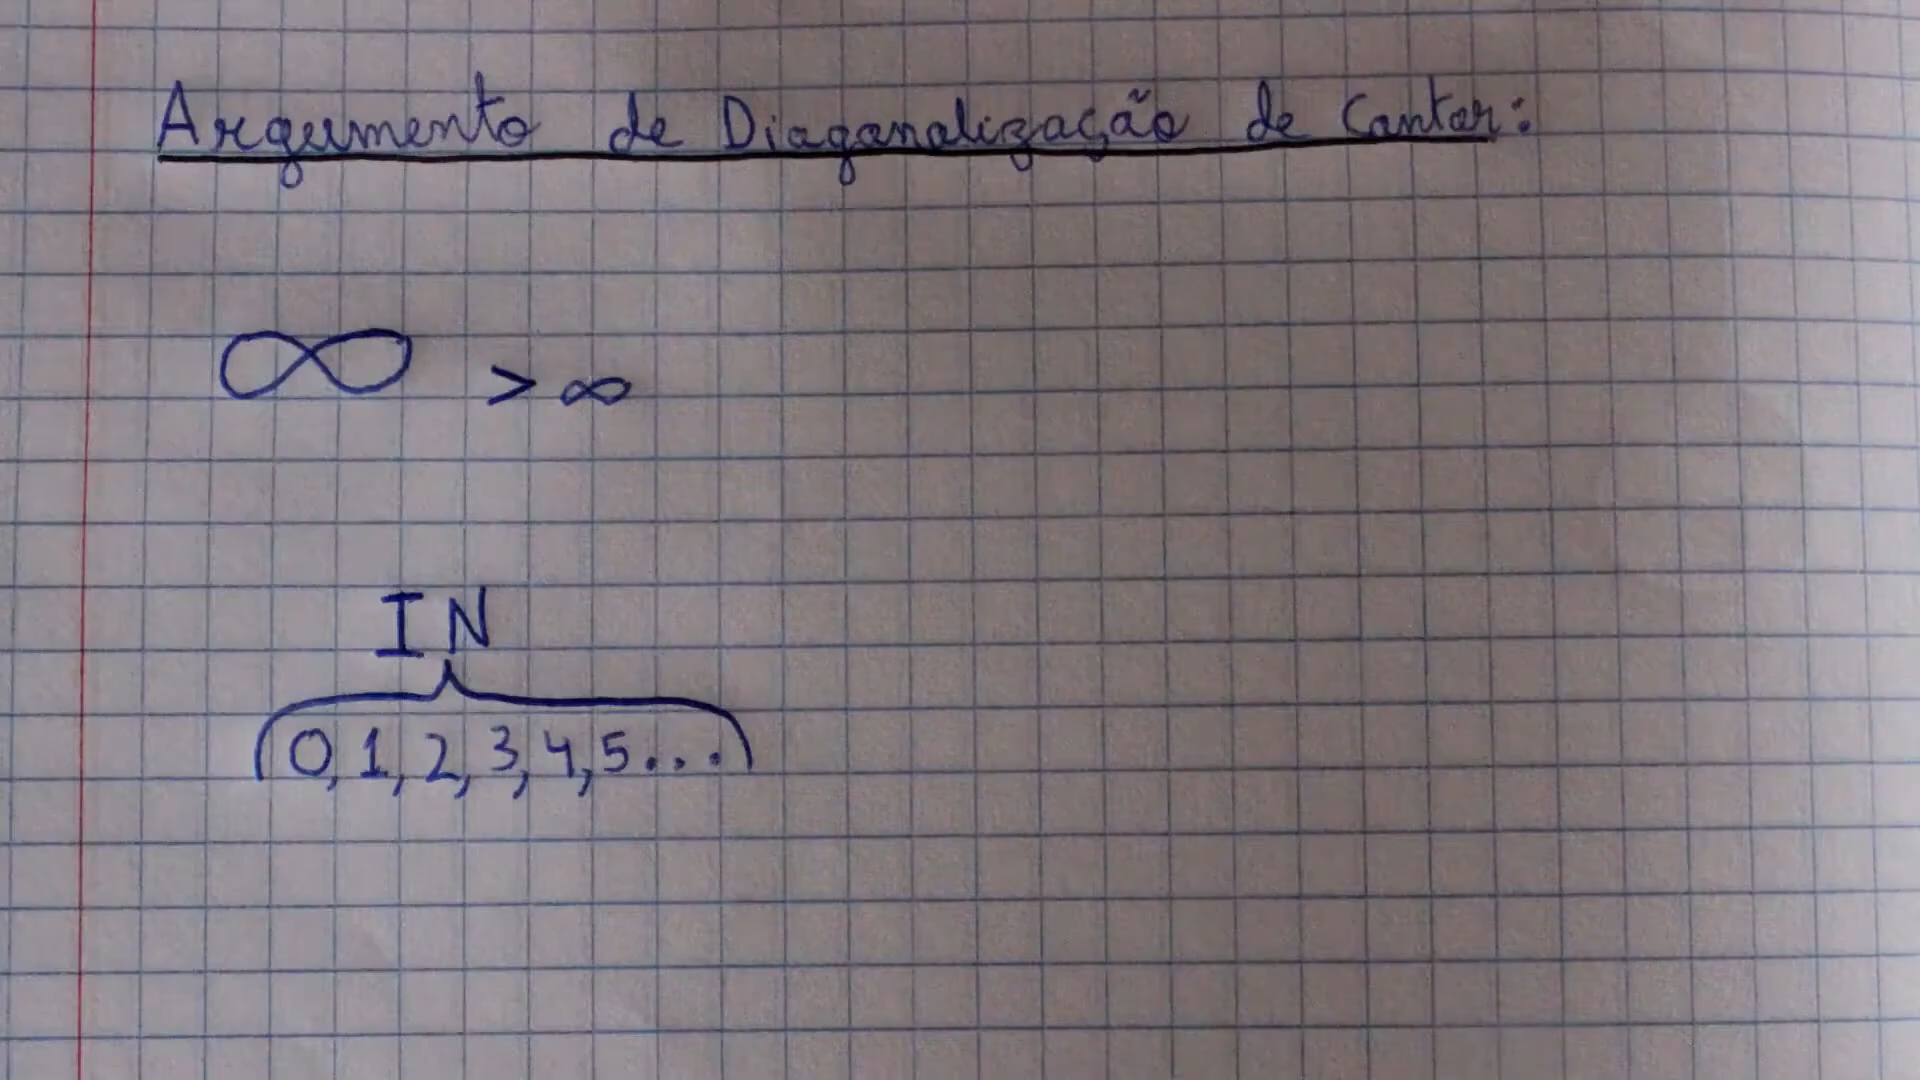 Argumento de Diagonalização de Cantor:
∞ > ∞
IN
0, 1, 2, 3, 4, 5...